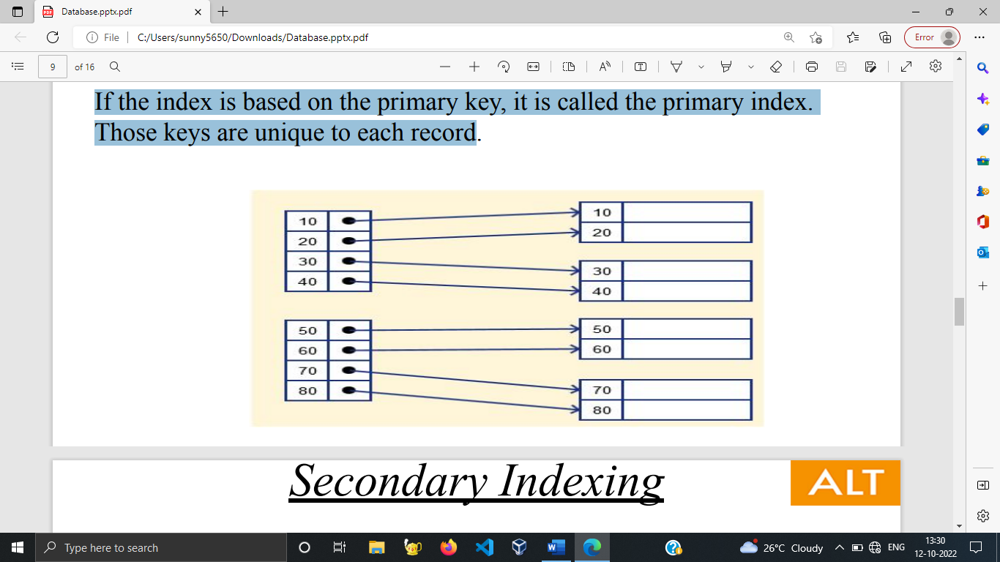 Database.pptx.pdf
File
C:/Users/sunny5650/Downloads/Database.pptx.pdf
Error
9 of 16
If the index is based on the primary key, it is called the primary index.
Those keys are unique to each record.
10 10
20 20
30 30
40 40
50 50
60 60
70 70
80 80
Secondary Indexing
ALT
Type here to search
26°C Cloudy
ENG
13:30
12-10-2022